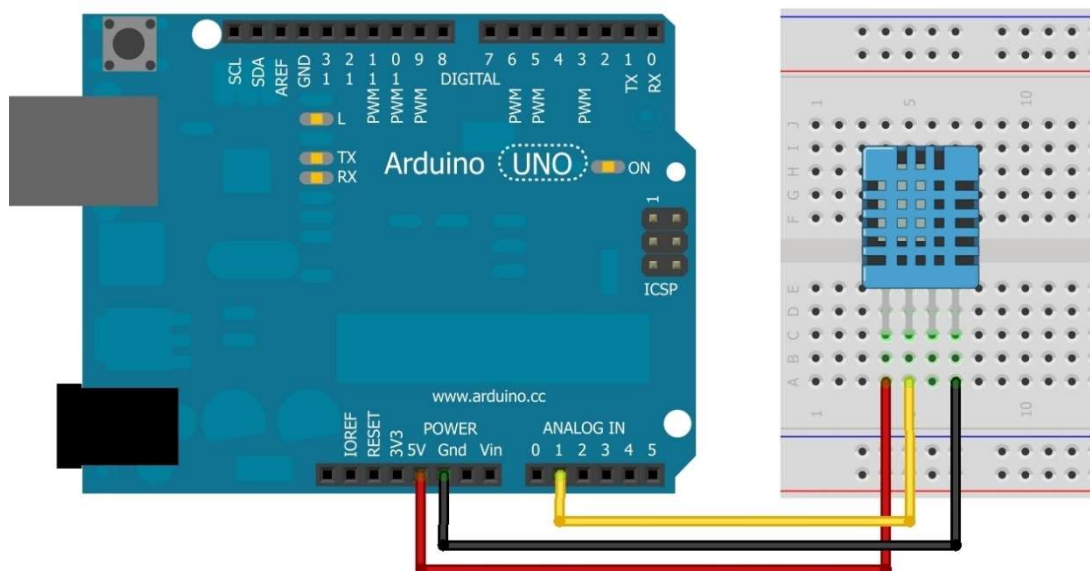 SCL
SDA
AREF
GND
13
12
PWM 11
PWM 10
PWM 9
8
DIGITAL
7
PWM 6
PWM 5
4
PWM 3
2
TX 1
RX 0
L
TX
RX
Arduino UNO
ON
1
ICSP
www.arduino.cc
POWER
ANALOG IN
IOREF
RESET
3V3
5V
Gnd
Vin
0 1 2 3 4 5
1 5 10
J
I
H
G
F
E
D
C
B
A
1 10